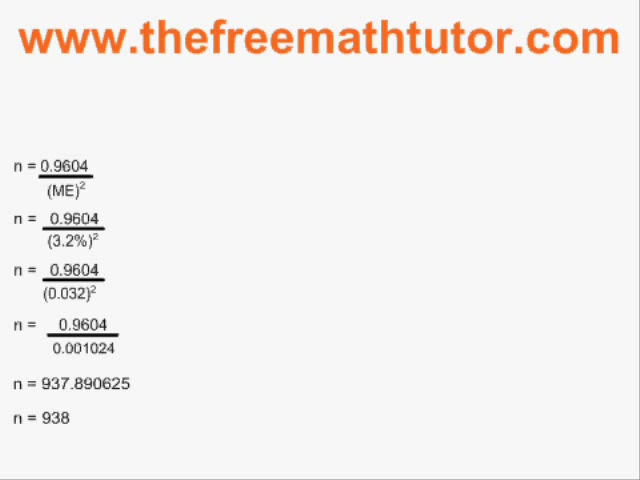 www.thefreemathtutor.com
n = 0.9604
(ME)²
n = 0.9604
(3.2%)²
n = 0.9604
(0.032)²
n = 0.9604
0.001024
n = 937.890625
n = 938